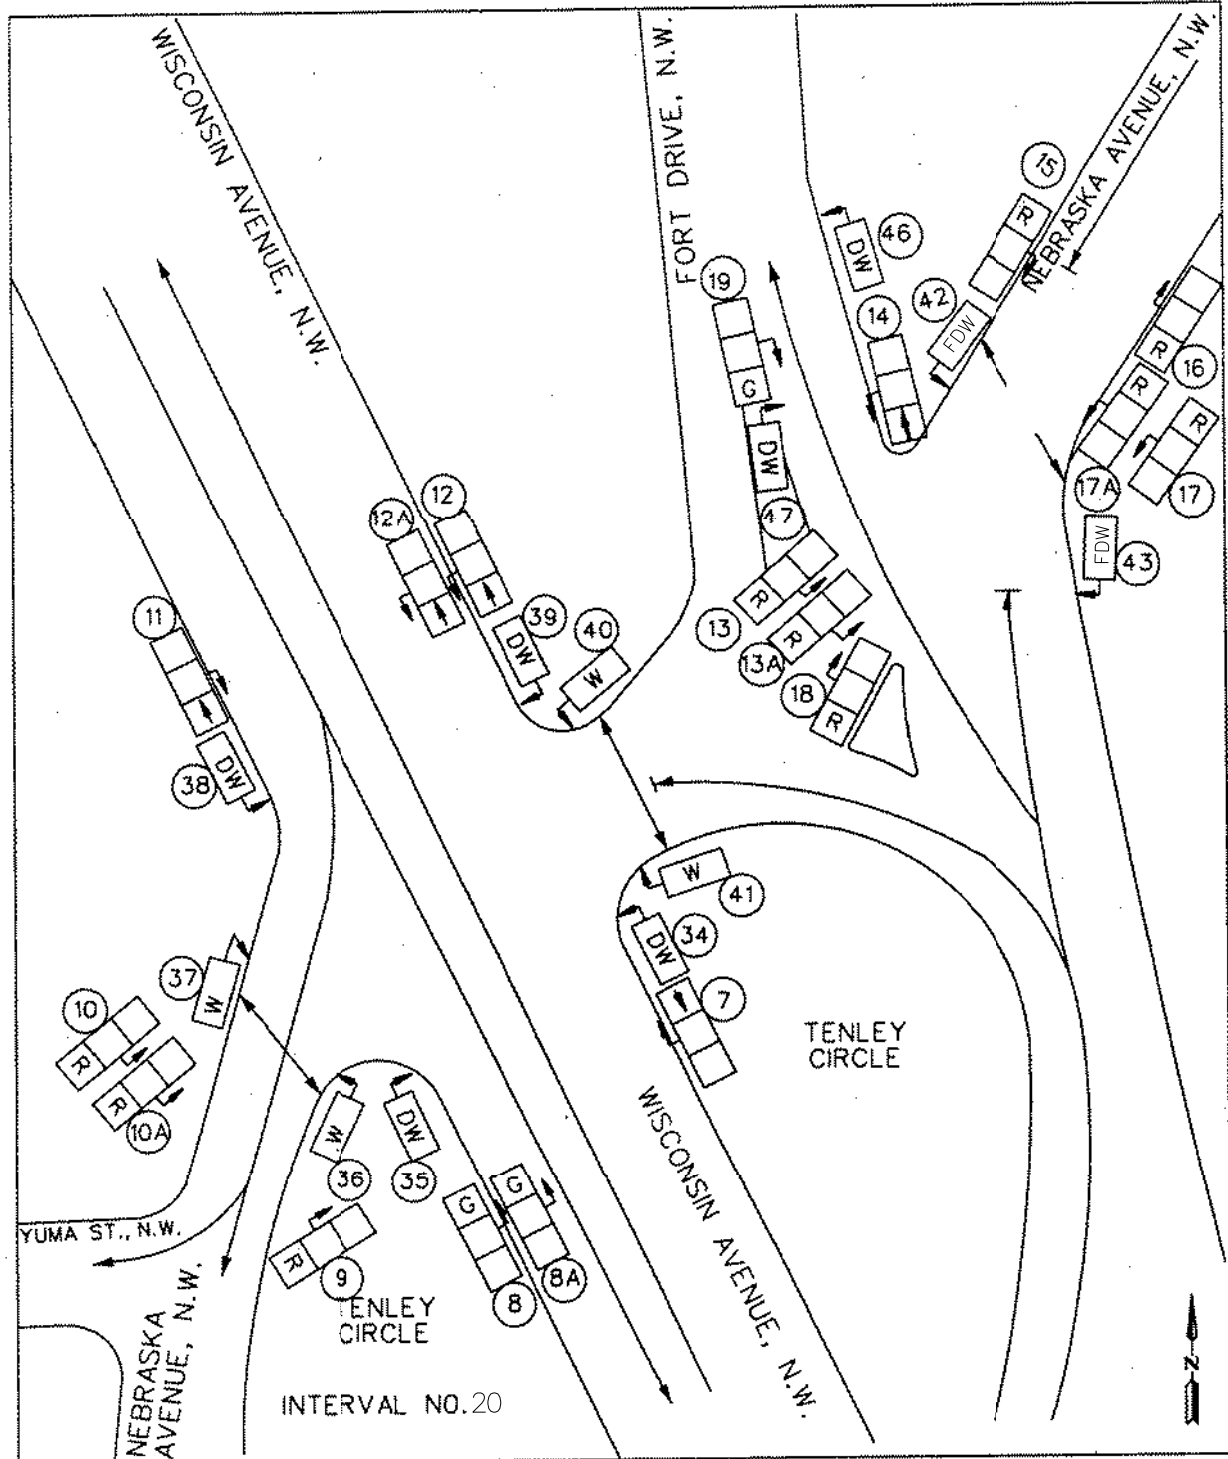 WISCONSIN AVENUE, N.W.
FORT DRIVE, N.W.
NEBRASKA AVENUE, N.W.
15
R
46
DW
19
42
FDW
14
G
16
R
R
R
17A
17
DW
47
FDW
43
12
12A
39
DW
40
W
13
R
13A
R
18
R
11
38
DW
41
W
34
DW
7
37
W
10
R
10A
R
TENLEY
CIRCLE
WISCONSIN AVENUE, N.W.
W
36
DW
35
G
G
8
8A
R
9
YUMA ST., N.W.
NEBRASKA
AVENUE, N.W.
TENLEY
CIRCLE
INTERVAL NO. 20
N